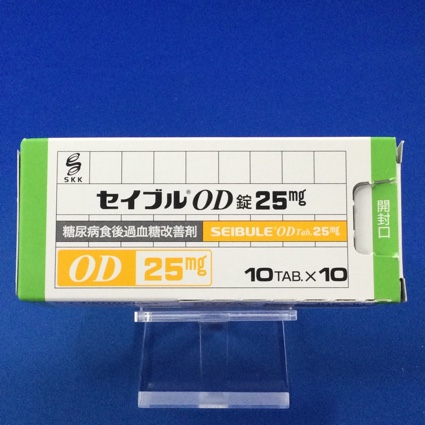 SKK
セイブル® OD錠25mg
糖尿病食後過血糖改善剤 SEIBULE® OD Tab. 25mg
OD 25mg 10TAB.×10
開封口